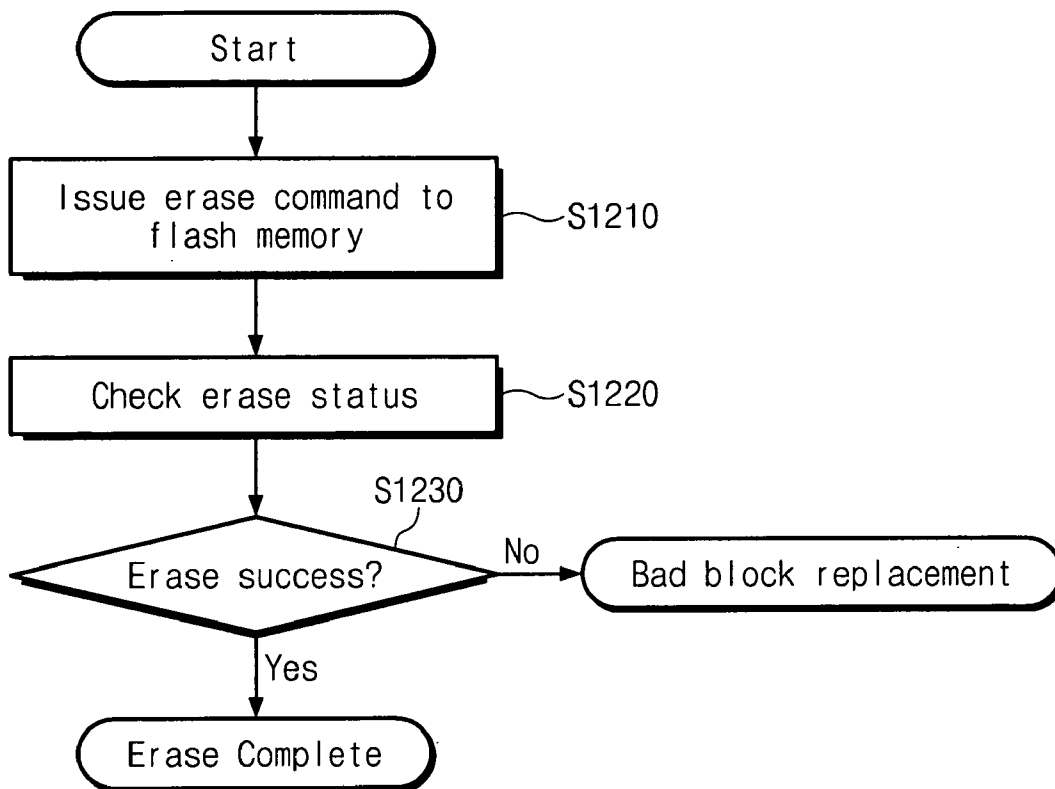 Start
Issue erase command to
flash memory
S1210
Check erase status
S1220
S1230
Erase success?
No
Bad block replacement
Yes
Erase Complete